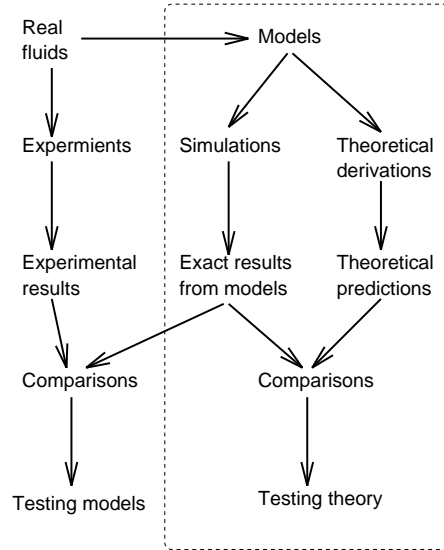 Real
fluids
Models
Expermients
Simulations
Theoretical
derivations
Experimental
results
Exact results
from models
Theoretical
predictions
Comparisons
Comparisons
Testing models
Testing theory